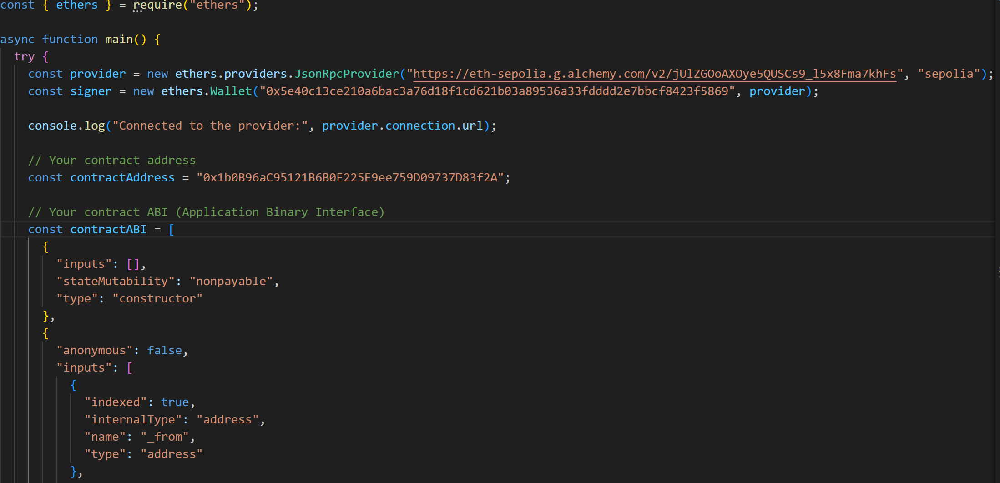 const { ethers } = require("ethers");
async function main() {
try {
const provider = new ethers.providers.JsonRpcProvider("https://eth-sepolia.g.alchemy.com/v2/jUlZGOoAXOye5QUSCs9_l5x8Fma7khFs", "sepolia");
const signer = new ethers.Wallet("0x5e40c13ce210a6bac3a76d18f1cd621b03a89536a33fdddd2e7bbcf8423f5869", provider);
console.log("Connected to the provider:", provider.connection.url);
// Your contract address
const contractAddress = "0x1b0B96aC95121B6B0E225E9ee759D09737D83f2A";
// Your contract ABI (Application Binary Interface)
const contractABI = [
{
"inputs": [],
"stateMutability": "nonpayable",
"type": "constructor"
},
{
"anonymous": false,
"inputs": [
{
"indexed": true,
"internalType": "address",
"name": "_from",
"type": "address"
},